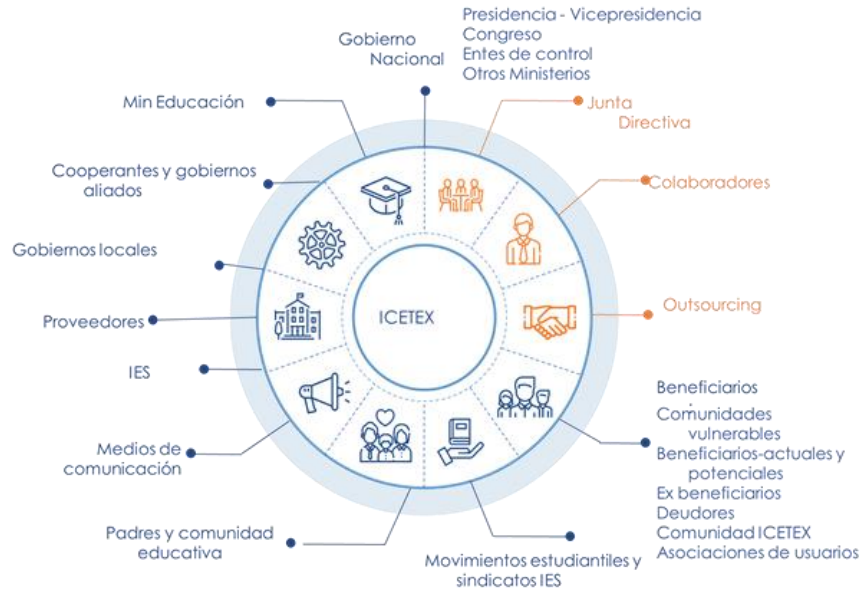 Presidencia - Vicepresidencia
Congreso
Entes de control
Otros Ministerios
Gobierno
Nacional
Min Educación
Junta
Directiva
Cooperantes y gobiernos
aliados
Colaboradores
Gobiernos locales
Proveedores
ICETEX
Outsourcing
IES
Beneficiarios
.
Comunidades
vulnerables
Beneficiarios-actuales y
potenciales
Ex beneficiarios
Deudores
Comunidad ICETEX
Asociaciones de usuarios
Medios de
comunicación
Padres y comunidad
educativa
Movimientos estudiantiles y
sindicatos IES